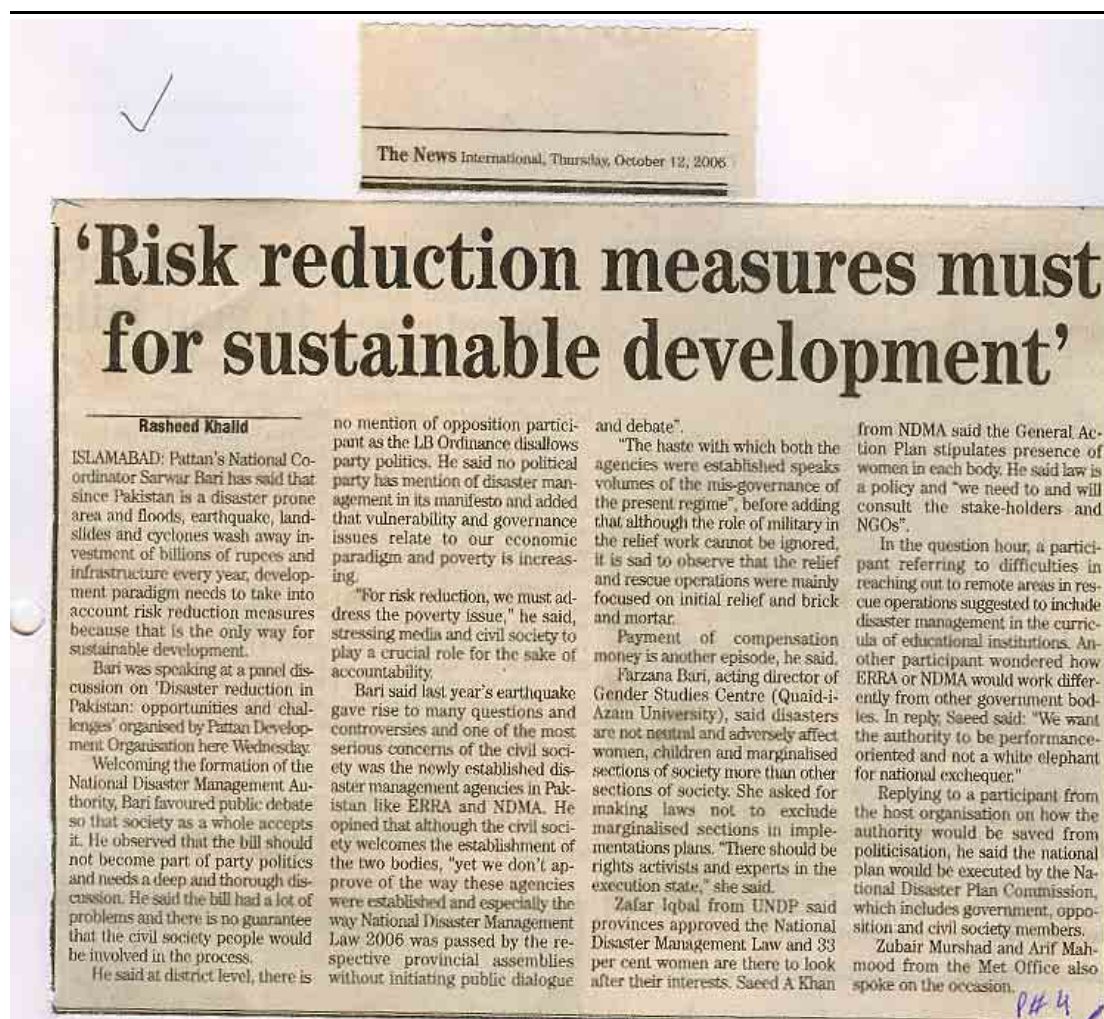 The News International, Thursday, October 12, 2006
‘Risk reduction measures must
for sustainable development’
Rasheed Khalid
ISLAMABAD: Pattan's National Co-
ordinator Sarwar Bari has said that
since Pakistan is a disaster prone
area and floods, earthquake, land-
slides and cyclones wash away in-
vestment of billions of rupees and
infrastructure every year, develop-
ment paradigm needs to take into
account risk reduction measures
because that is the only way for
sustainable development.
Bari was speaking at a panel dis-
cussion on 'Disaster reduction in
Pakistan: opportunities and chal-
lenges' organised by Pattan Develop-
ment Organisation here Wednesday.
Welcoming the formation of the
National Disaster Management Au-
thority, Bari favoured public debate
so that society as a whole accepts
it. He observed that the bill should
not become part of party politics
and needs a deep and thorough dis-
cussion. He said the bill had a lot of
problems and there is no guarantee
that the civil society people would
be involved in the process.
He said at district level, there is
no mention of opposition partici-
pant as the LB Ordinance disallows
party politics. He said no political
party has mention of disaster man-
agement in its manifesto and added
that vulnerability and governance
issues relate to our economic
paradigm and poverty is increas-
ing.
"For risk reduction, we must ad-
dress the poverty issue," he said,
stressing media and civil society to
play a crucial role for the sake of
accountability.
Bari said last year's earthquake
gave rise to many questions and
controversies and one of the most
serious concerns of the civil soci-
ety was the newly established dis-
aster management agencies in Pak-
istan like ERRA and NDMA. He
opined that although the civil soci-
ety welcomes the establishment of
the two bodies, "yet we don't ap-
prove of the way these agencies
were established and especially the
way National Disaster Management
Law 2006 was passed by the re-
spective provincial assemblies
without initiating public dialogue
and debate".
"The haste with which both the
agencies were established speaks
volumes of the mis-governance of
the present regime", before adding
that although the role of military in
the relief work cannot be ignored,
it is sad to observe that the relief
and rescue operations were mainly
focused on initial relief and brick
and mortar.
Payment of compensation
money is another episode, he said.
Farzana Bari, acting director of
Gender Studies Centre (Quaid-i-
Azam University), said disasters
are not neutral and adversely affect
women, children and marginalised
sections of society more than other
sections of society. She asked for
making laws not to exclude
marginalised sections in imple-
mentations plans. "There should be
rights activists and experts in the
execution state," she said.
Zafar Iqbal from UNDP said
provinces approved the National
Disaster Management Law and 33
per cent women are there to look
after their interests. Saeed A Khan
from NDMA said the General Ac-
tion Plan stipulates presence of
women in each body. He said law is
a policy and "we need to and will
consult the stake-holders and
NGOs".
In the question hour, a partici-
pant referring to difficulties in
reaching out to remote areas in res-
cue operations suggested to include
disaster management in the curric-
ula of educational institutions. An-
other participant wondered how
ERRA or NDMA would work differ-
ently from other government bod-
ies. In reply, Saeed said: "We want
the authority to be performance-
oriented and not a white elephant
for national exchequer."
Replying to a participant from
the host organisation on how the
authority would be saved from
politicisation, he said the national
plan would be executed by the Na-
tional Disaster Plan Commission,
which includes government, oppo-
sition and civil society members.
Zubair Murshad and Arif Mah-
mood from the Met Office also
spoke on the occasion.
P# 4